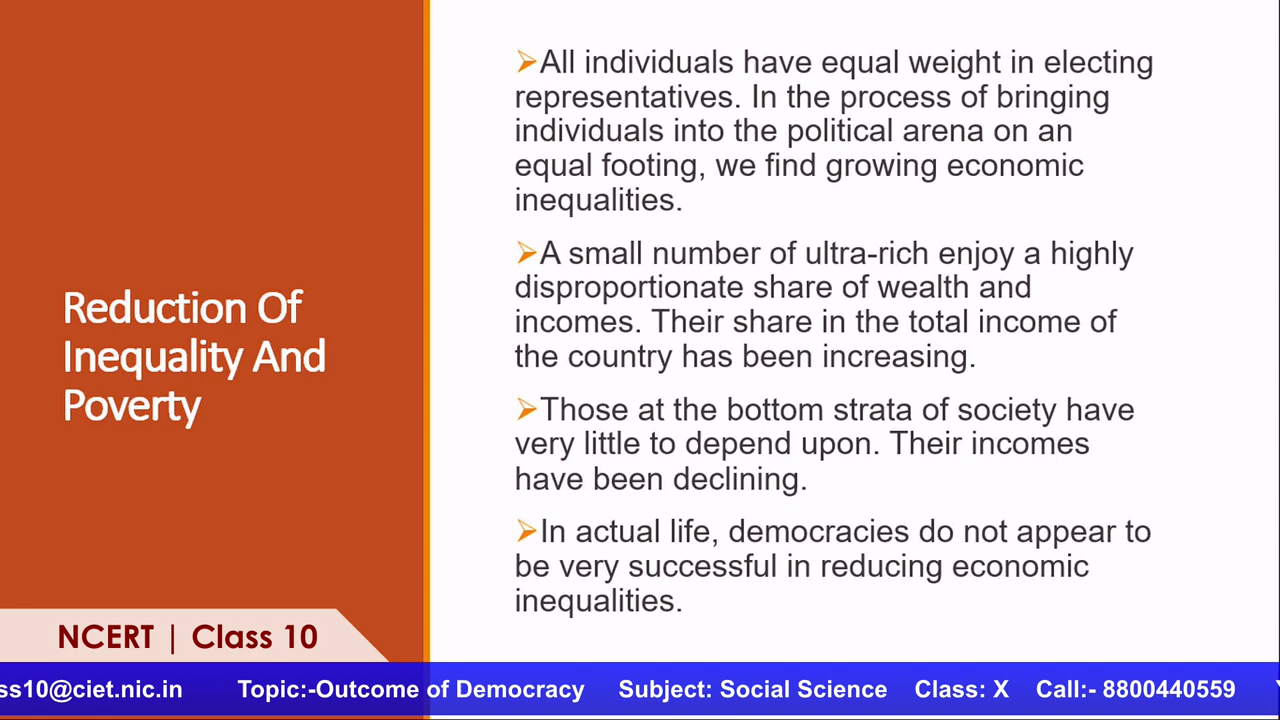 Reduction Of
Inequality And
Poverty
➢All individuals have equal weight in electing
representatives. In the process of bringing
individuals into the political arena on an
equal footing, we find growing economic
inequalities.
➢A small number of ultra-rich enjoy a highly
disproportionate share of wealth and
incomes. Their share in the total income of
the country has been increasing.
➢Those at the bottom strata of society have
very little to depend upon. Their incomes
have been declining.
➢In actual life, democracies do not appear to
be very successful in reducing economic
inequalities.
NCERT | Class 10
ss10@ciet.nic.in Topic:-Outcome of Democracy Subject: Social Science Class: X Call:- 8800440559